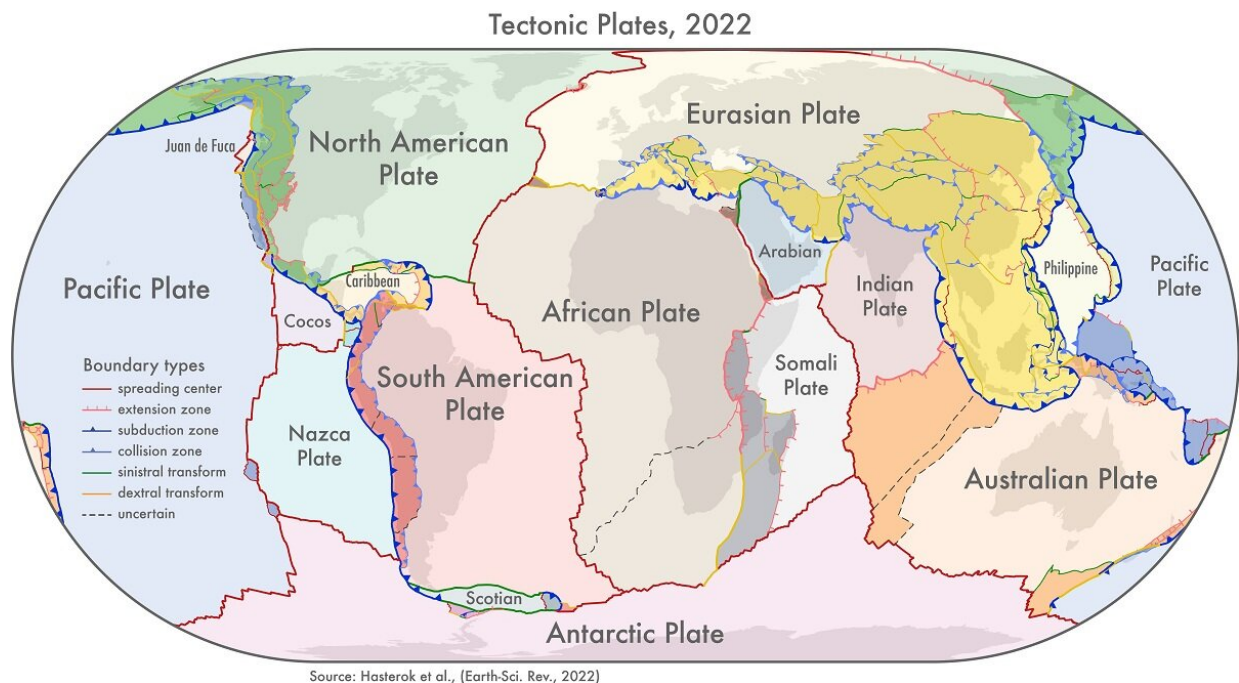 Tectonic Plates, 2022
Juan de Fuca
North American
Plate
Eurasian Plate
Pacific Plate
Caribbean
Cocos
African Plate
Arabian
Indian
Plate
Philippine
Pacific
Plate
South American
Plate
Somali
Plate
Nazca
Plate
Australian Plate
Scotian
Antarctic Plate
Boundary types
spreading center
extension zone
subduction zone
collision zone
sinistral transform
dextral transform
uncertain
Source: Hasterok et al., (Earth-Sci. Rev., 2022)